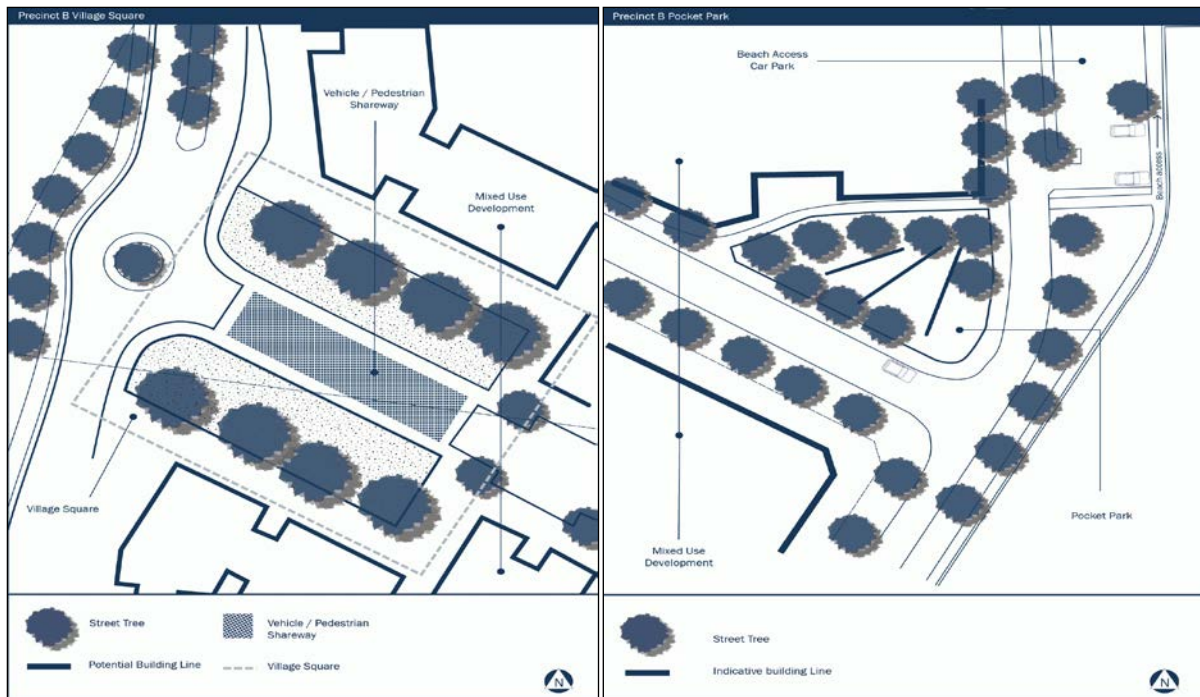 Precinct B Village Square
Vehicle / Pedestrian
Shareway
Mixed Use
Development
Village Square
Street Tree
Vehicle / Pedestrian
Shareway
Potential Building Line
Village Square
N
Precinct B Pocket Park
Beach Access
Car Park
Beach access
Mixed Use
Development
Pocket Park
Street Tree
Indicative building Line
N